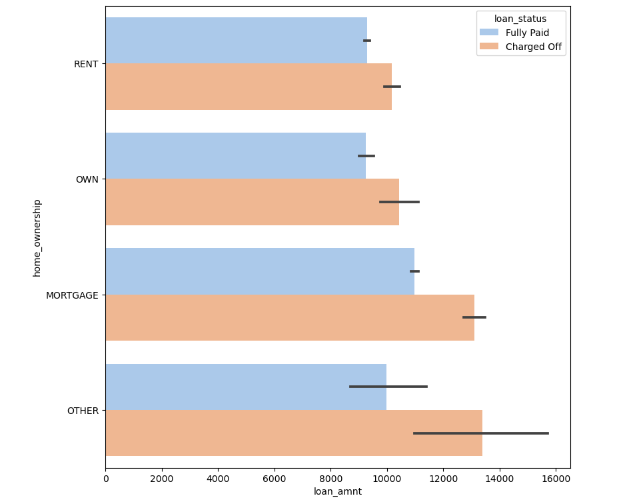 loan_status
Fully Paid
Charged Off
RENT
OWN
MORTGAGE
OTHER
home_ownership
0 2000 4000 6000 8000 10000 12000 14000 16000
loan_amnt